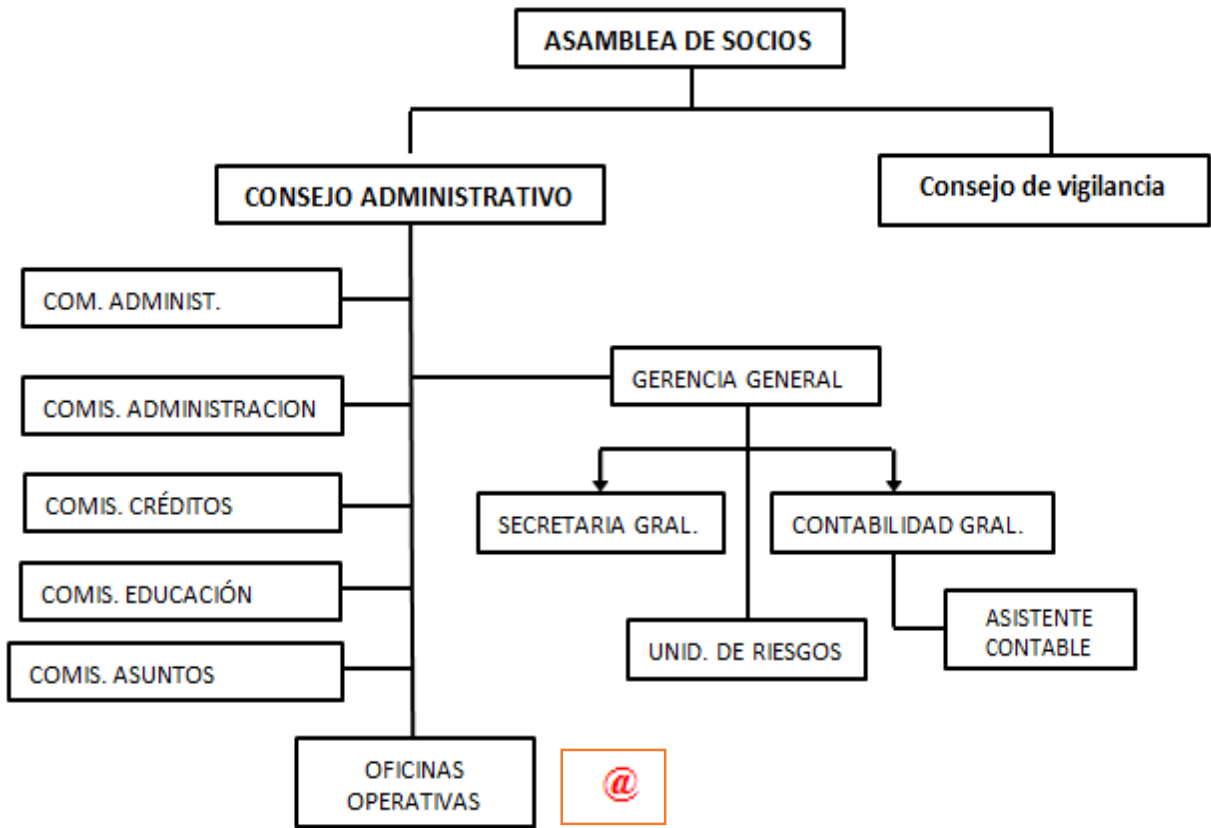 ASAMBLEA DE SOCIOS
CONSEJO ADMINISTRATIVO
Consejo de vigilancia
COM. ADMINIST.
COMIS. ADMINISTRACION
COMIS. CRÉDITOS
COMIS. EDUCACIÓN
COMIS. ASUNTOS
GERENCIA GENERAL
SECRETARIA GRAL.
CONTABILIDAD GRAL.
UNID. DE RIESGOS
ASISTENTE
CONTABLE
OFICINAS
OPERATIVAS
@